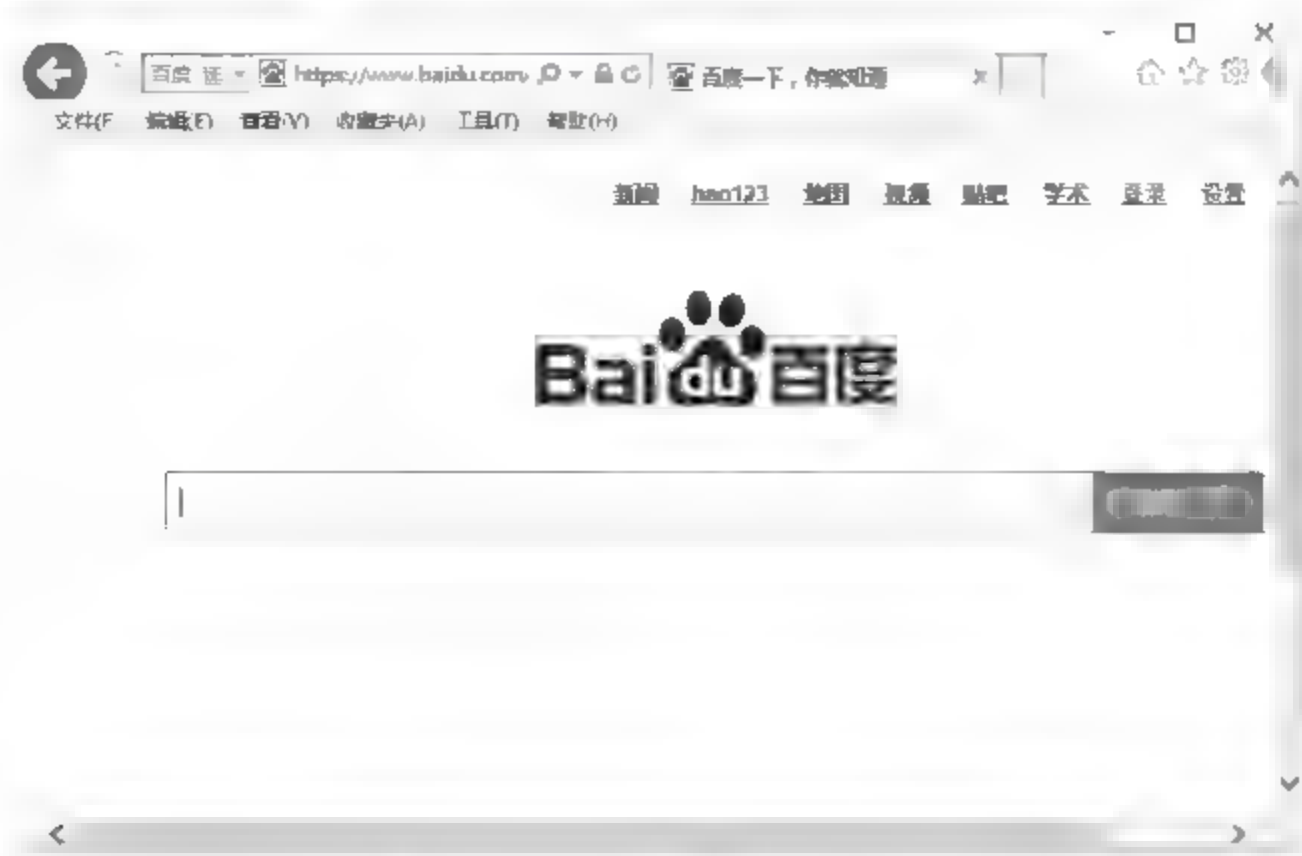 百度 https://www.baidu.com/ 百度一下，你就知道
文件(F 编辑(E) 查看(V) 收藏夹(A) 工具(T) 帮助(H)
新闻 hao123 地图 视频 贴吧 学术 登录 设置
Bai du 百度